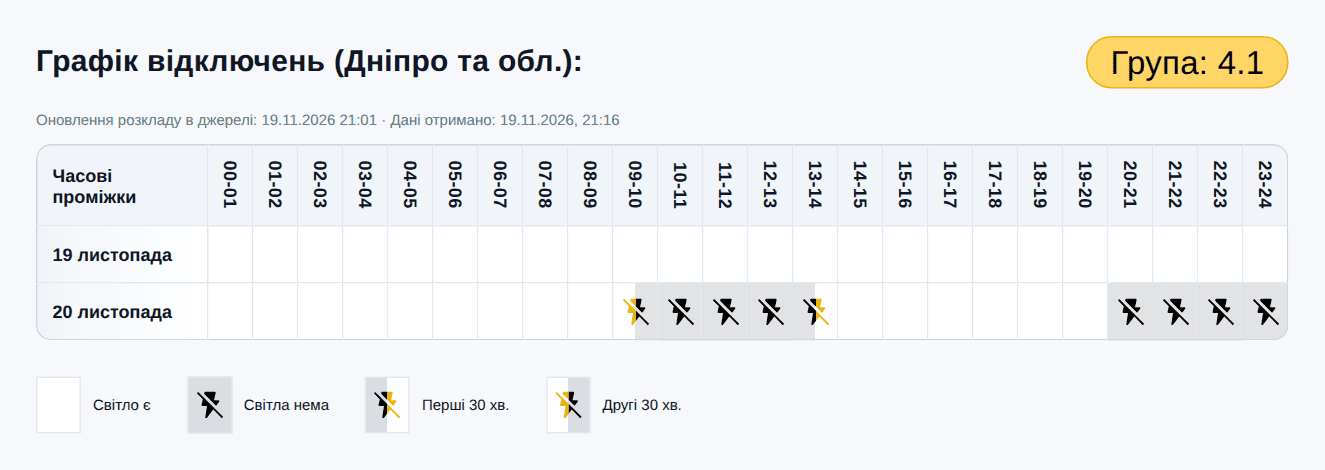 Графік відключень (Дніпро та обл.):
Група: 4.1
Оновлення розкладу в джерелі: 19.11.2026 21:01 · Дані отримано: 19.11.2026, 21:16
Часові
проміжки
00-01
01-02
02-03
03-04
04-05
05-06
06-07
07-08
08-09
09-10
10-11
11-12
12-13
13-14
14-15
15-16
16-17
17-18
18-19
19-20
20-21
21-22
22-23
23-24
19 листопада
20 листопада
Світло є
Світла нема
Перші 30 хв.
Другі 30 хв.